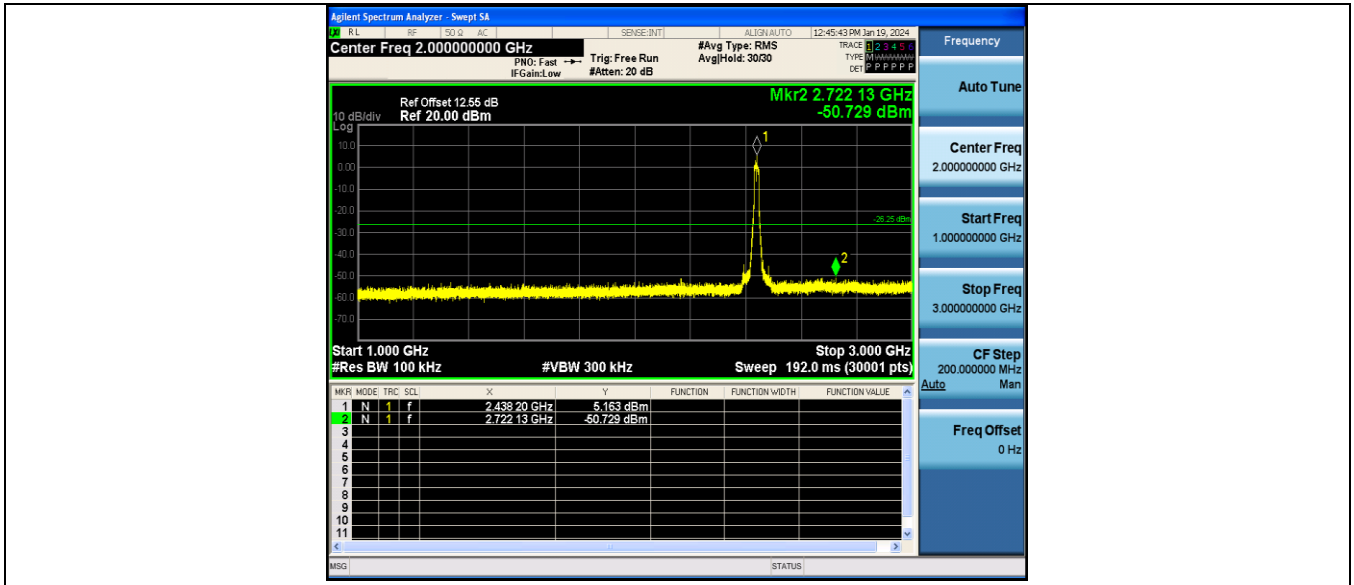 Agilent Spectrum Analyzer - Swept SA
RL RF 50 Ω AC SENSE:INT ALIGN AUTO 12:45:43 PM Jan 19, 2024
Center Freq 2.000000000 GHz
PNO: Fast
IFGain:Low
Trig: Free Run
#Atten: 20 dB
#Avg Type: RMS
Avg|Hold: 30/30
TRACE 1 2 3 4 5 6
TYPE M
DET P P P P P P
Ref Offset 12.55 dB
10 dB/div Ref 20.00 dBm
Log
Mkr2 2.722 13 GHz
-50.729 dBm
10.0
0.00
-10.0
-20.0
-30.0
-40.0
-50.0
-60.0
-70.0
1
2
Start 1.000 GHz Stop 3.000 GHz
#Res BW 100 kHz #VBW 300 kHz Sweep 192.0 ms (30001 pts)
MKR MODE TRC SCL X Y FUNCTION FUNCTION WIDTH FUNCTION VALUE
1 N 1 f 2.438 20 GHz 5.163 dBm
2 N 1 f 2.722 13 GHz -50.729 dBm
3
4
5
6
7
8
9
10
11
MSG STATUS
Frequency
Auto Tune
Center Freq
2.000000000 GHz
Start Freq
1.000000000 GHz
Stop Freq
3.000000000 GHz
CF Step
200.000000 MHz
Auto Man
Freq Offset
0 Hz